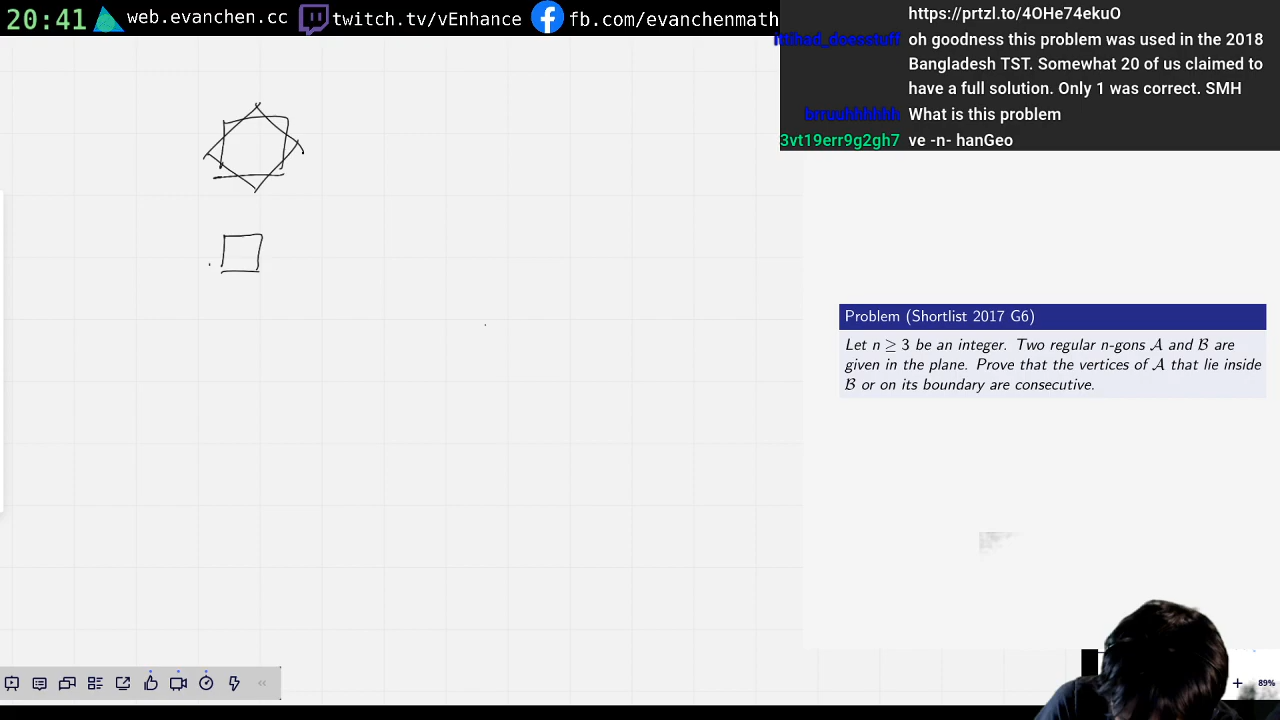 20:41 web.evanchen.cc twitch.tv/vEnhance fb.com/evanchenmath
https://prtzl.to/4OHe74ekuO
oh goodness this problem was used in the 2018
Bangladesh TST. Somewhat 20 of us claimed to
have a full solution. Only 1 was correct. SMH
brruuhhhhhh What is this problem
3vt19err9g2gh7 ve -n- hanGeo
Problem (Shortlist 2017 G6)
Let n ≥ 3 be an integer. Two regular n-gons 𝒜 and ℬ are
given in the plane. Prove that the vertices of 𝒜 that lie inside
ℬ or on its boundary are consecutive.
89%